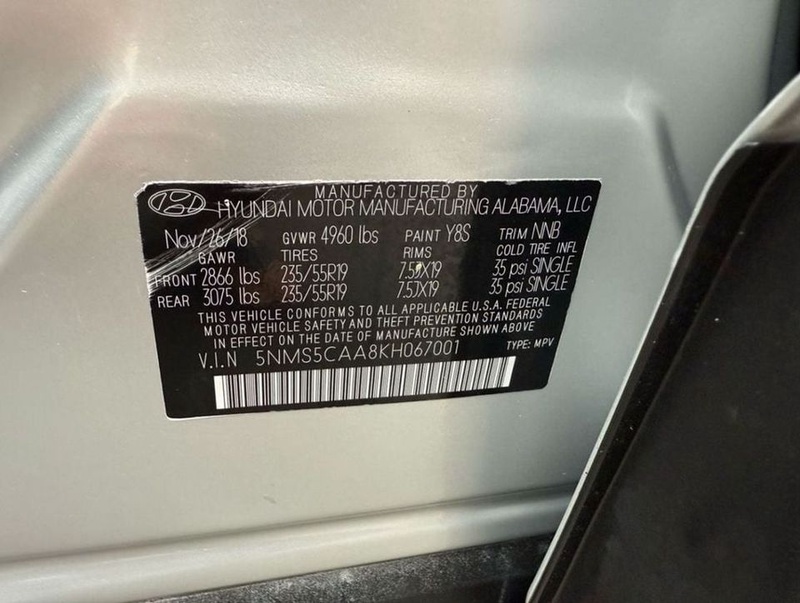 MANUFACTURED BY
HYUNDAI MOTOR MANUFACTURING ALABAMA, LLC
Nov/26/18 GVWR 4960 lbs PAINT Y8S TRIM NNB
GAWR TIRES RIMS COLD TIRE INFL
FRONT 2866 lbs 235/55R19 7.5JX19 35 psi SINGLE
REAR 3075 lbs 235/55R19 7.5JX19 35 psi SINGLE
THIS VEHICLE CONFORMS TO ALL APPLICABLE U.S.A. FEDERAL
MOTOR VEHICLE SAFETY AND THEFT PREVENTION STANDARDS
IN EFFECT ON THE DATE OF MANUFACTURE SHOWN ABOVE
V.I.N 5NMS5CAA8KH067001 TYPE: MPV